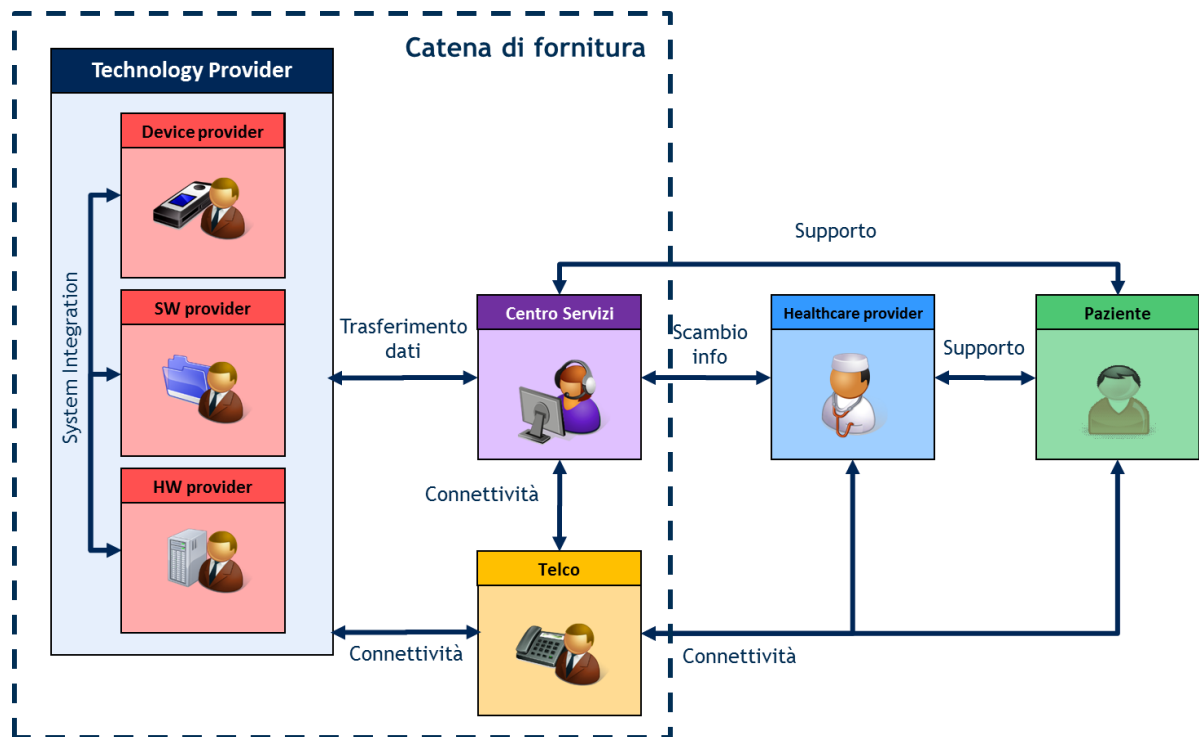 Catena di fornitura
Technology Provider
Device provider
System Integration
SW provider
HW provider
Trasferimento
dati
Centro Servizi
Supporto
Scambio
info
Healthcare provider
Supporto
Paziente
Connettività
Telco
Connettività
Connettività